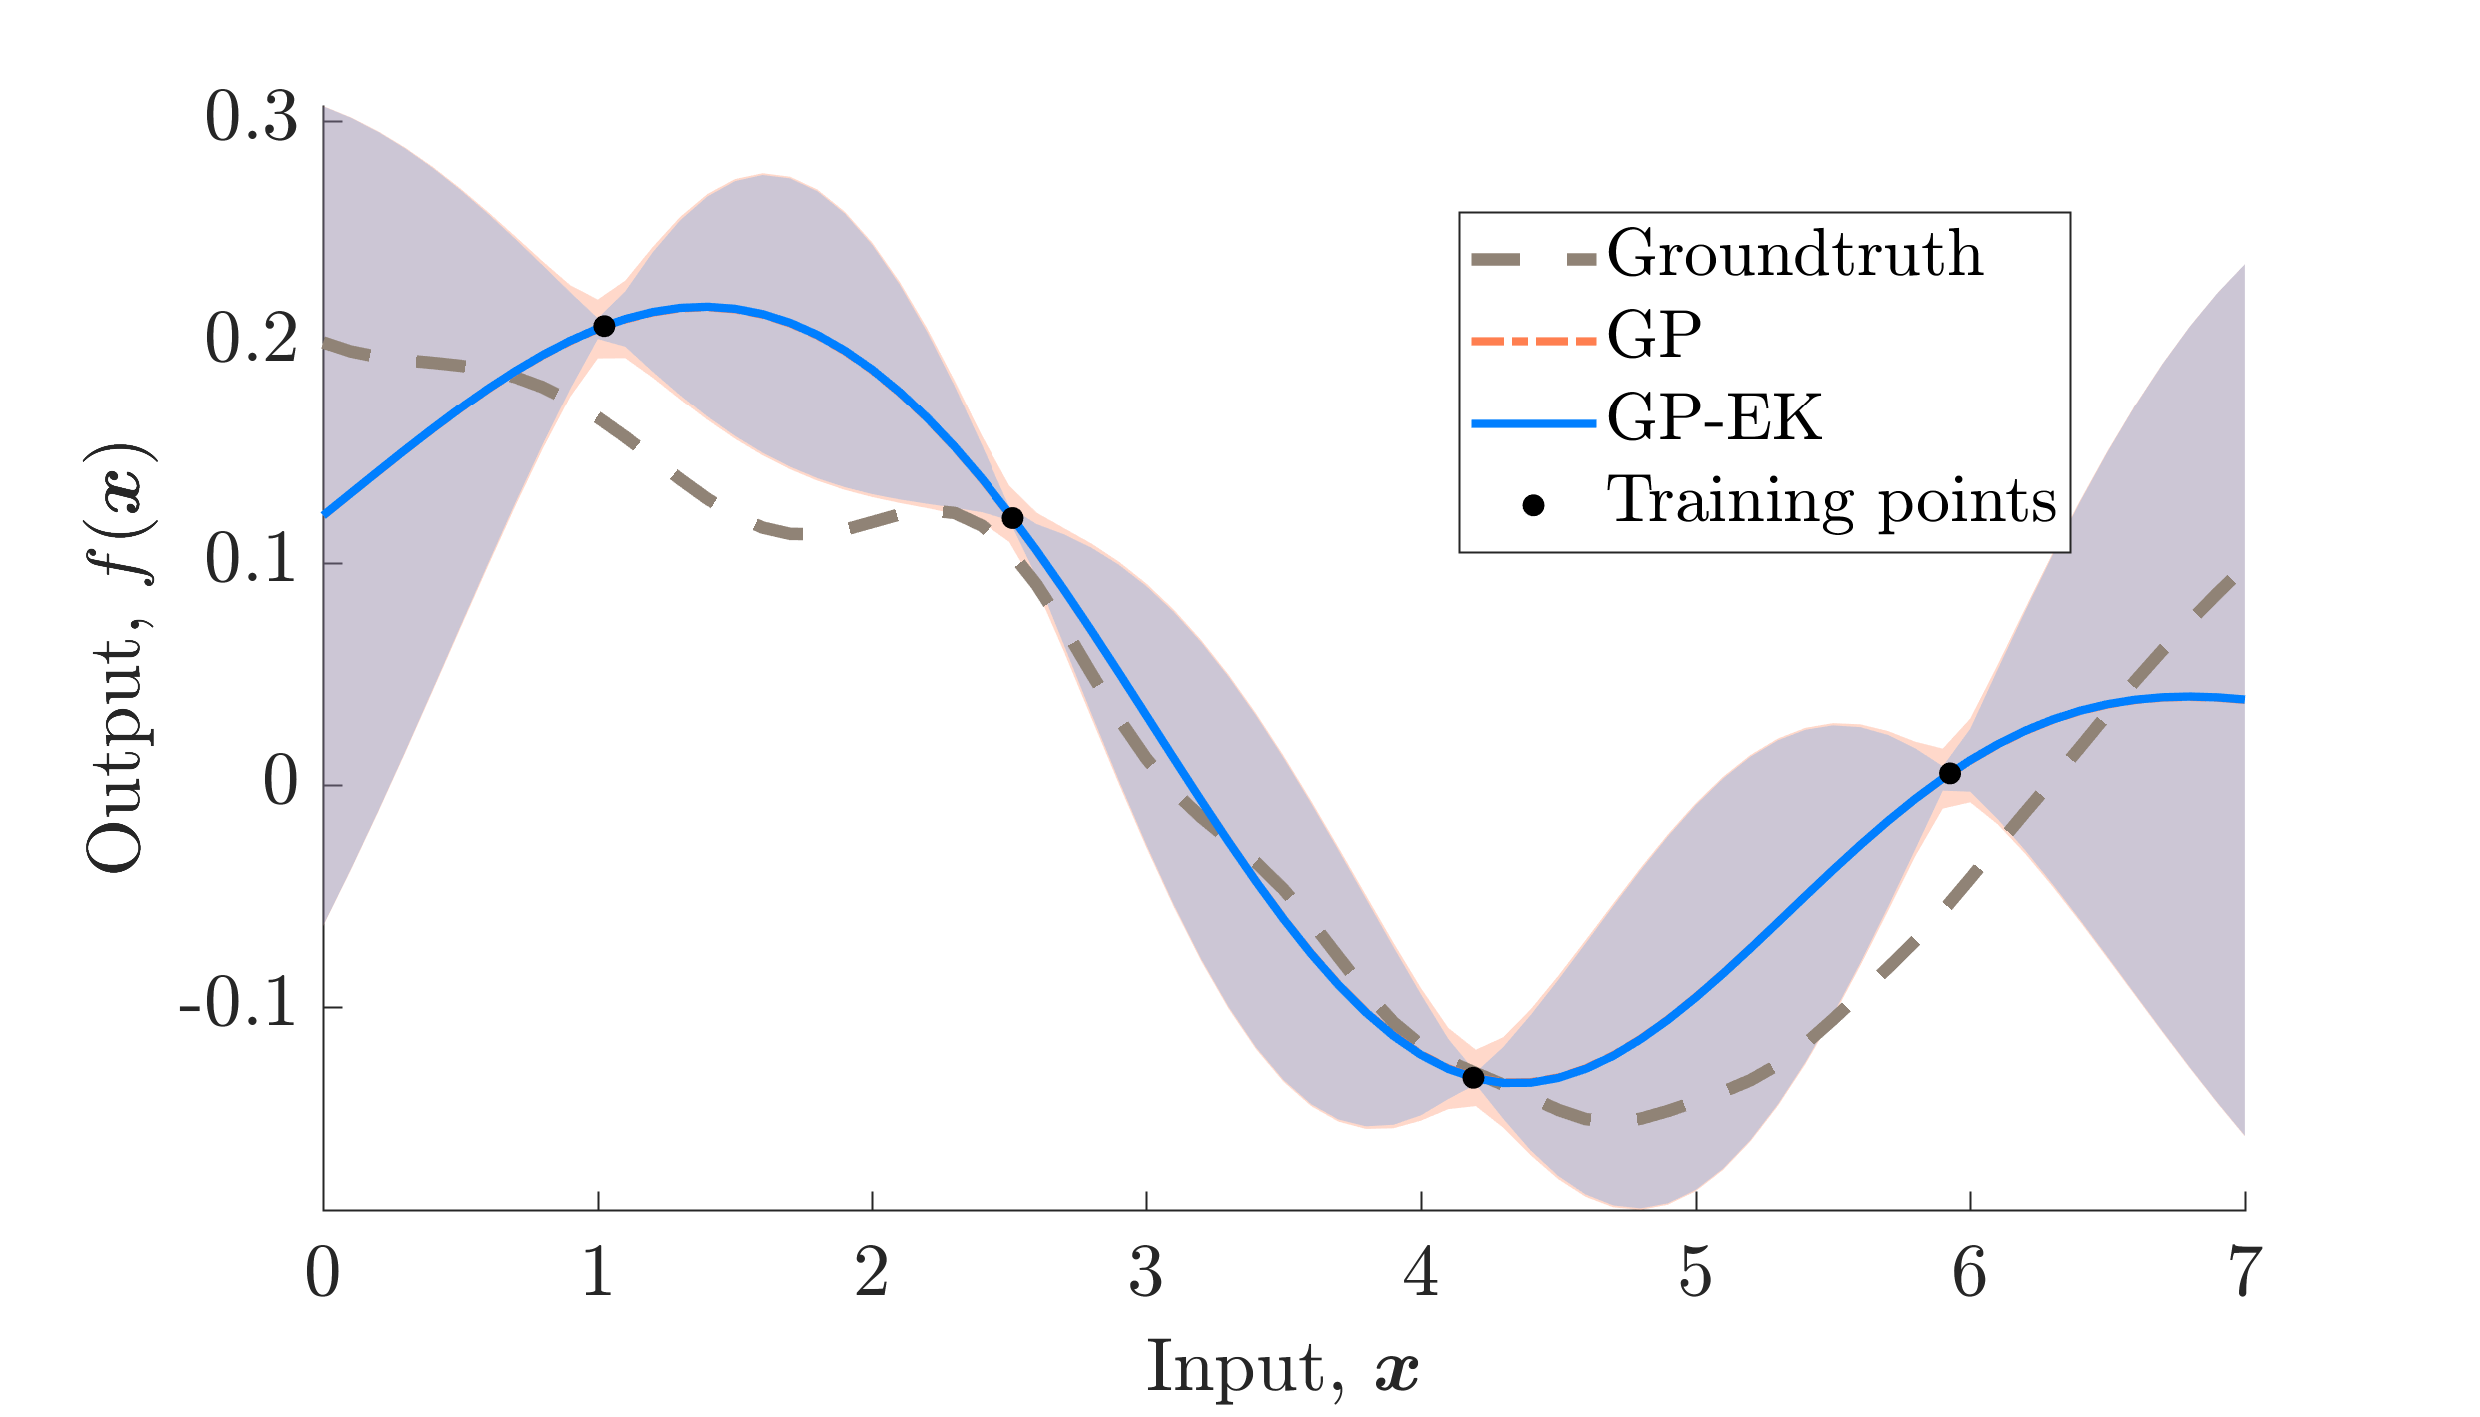 0.3
0.2
0.1
0
-0.1
Output, f(x)
0 1 2 3 4 5 6 7
Input, x
Groundtruth
GP
GP-EK
Training points